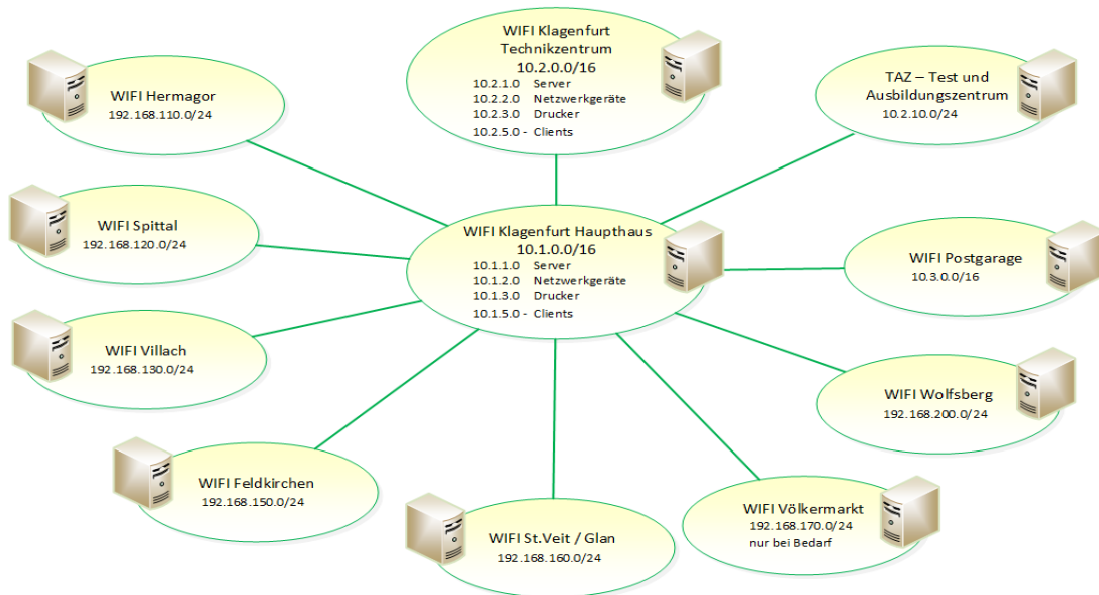 WIFI Klagenfurt
Technikzentrum
10.2.0.0/16
10.2.1.0 Server
10.2.2.0 Netzwerkgeräte
10.2.3.0 Drucker
10.2.5.0 - Clients
TAZ – Test und
Ausbildungszentrum
10.2.10.0/24
WIFI Hermagor
192.168.110.0/24
WIFI Spittal
192.168.120.0/24
WIFI Klagenfurt Haupthaus
10.1.0.0/16
10.1.1.0 Server
10.1.2.0 Netzwerkgeräte
10.1.3.0 Drucker
10.1.5.0 - Clients
WIFI Postgarage
10.3.0.0/16
WIFI Villach
192.168.130.0/24
WIFI Wolfsberg
192.168.200.0/24
WIFI Feldkirchen
192.168.150.0/24
WIFI St.Veit / Glan
192.168.160.0/24
WIFI Völkermarkt
192.168.170.0/24
nur bei Bedarf